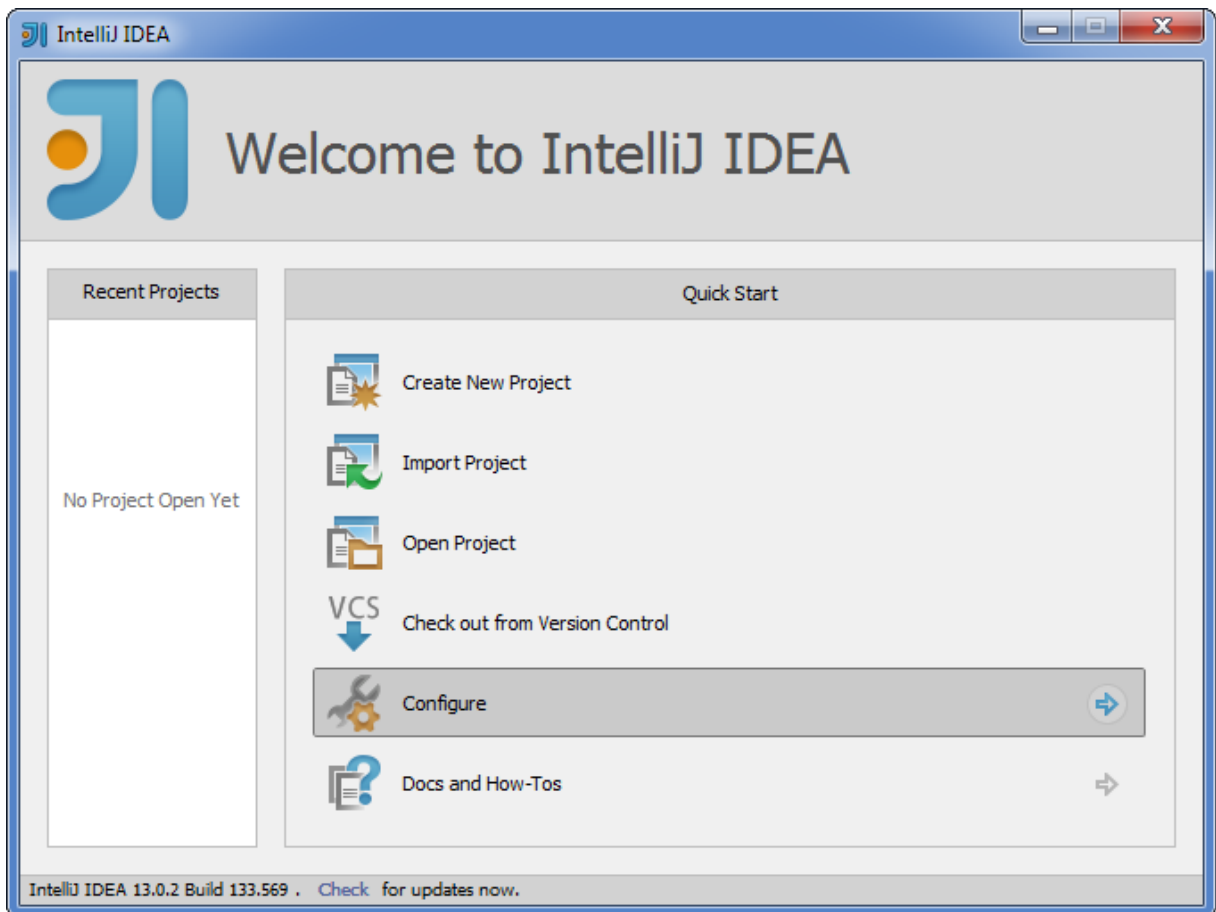 IntelliJ IDEA
Welcome to IntelliJ IDEA
Recent Projects
No Project Open Yet
Quick Start
Create New Project
Import Project
Open Project
VCS
Check out from Version Control
Configure
Docs and How-Tos
IntelliJ IDEA 13.0.2 Build 133.569 . Check for updates now.